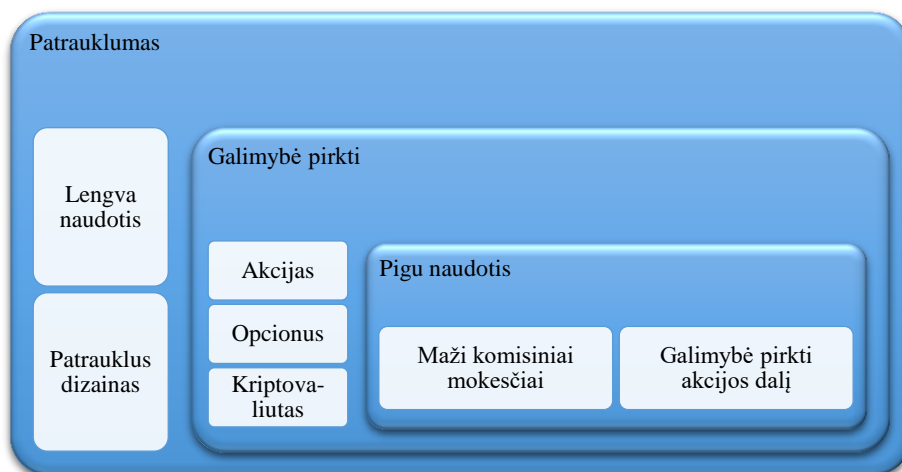 Patrauklumas
Lengva
naudotis
Patrauklus
dizainas
Galimybė pirkti
Akcijas
Opcionus
Kriptova-
liutas
Pigu naudotis
Maži komisiniai
mokesčiai
Galimybė pirkti
akcijos dalį